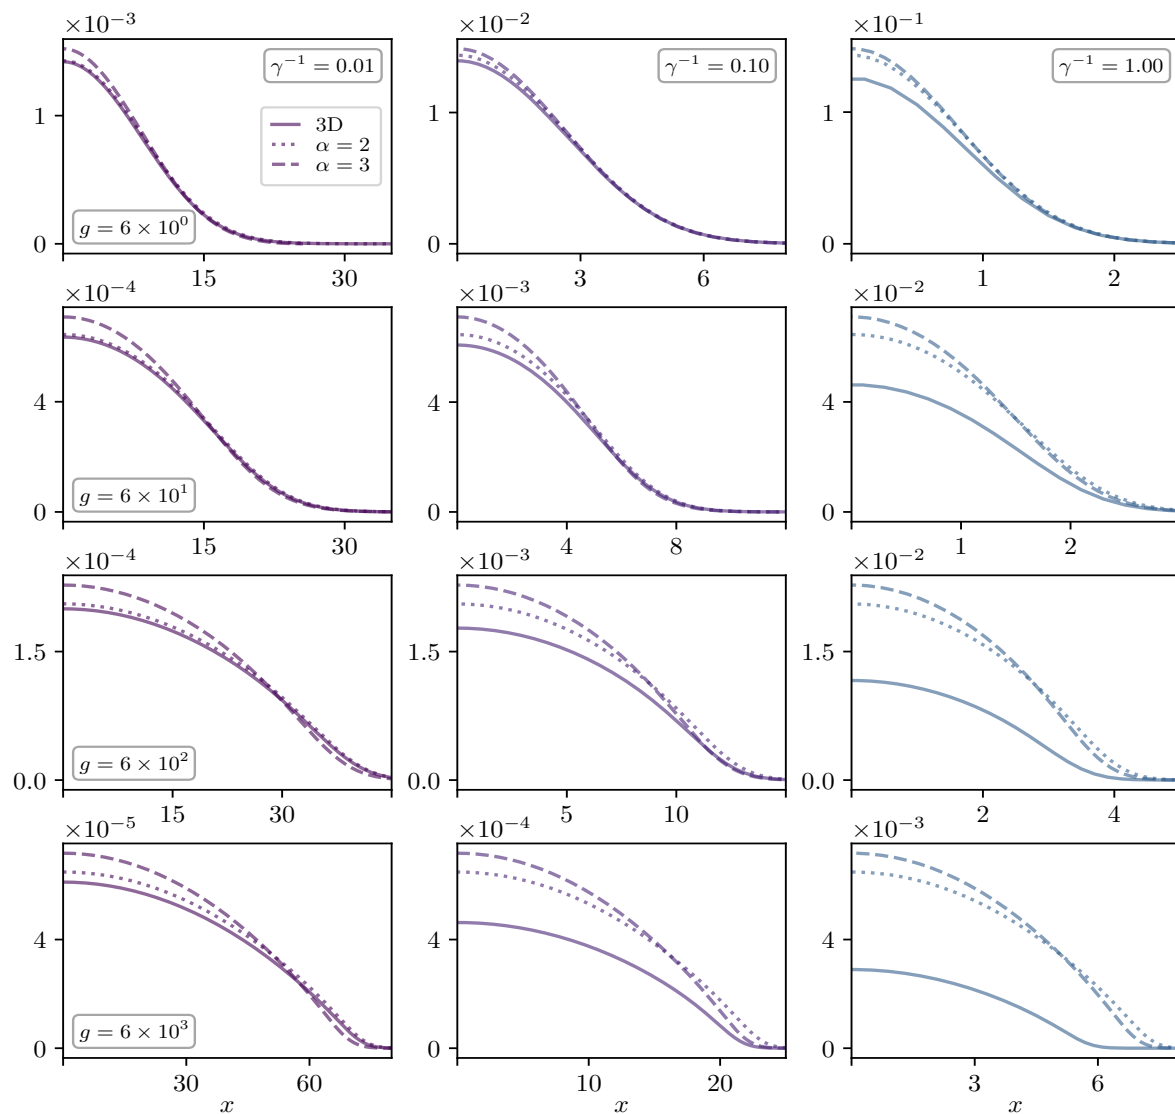 ×10⁻³ ×10⁻² ×10⁻¹
γ⁻¹ = 0.01 γ⁻¹ = 0.10 γ⁻¹ = 1.00
1 1 1
3D
α = 2
α = 3
g = 6 × 10⁰
0 0 0
15 30 3 6 1 2
×10⁻⁴ ×10⁻³ ×10⁻²
4 4 4
g = 6 × 10¹
0 0 0
15 30 4 8 1 2
×10⁻⁴ ×10⁻³ ×10⁻²
1.5 1.5 1.5
g = 6 × 10²
0.0 0.0 0
15 30 5 10 2 4
×10⁻⁵ ×10⁻⁴ ×10⁻³
4 4 4
g = 6 × 10³
0 0 0
30 60 10 20 3 6
x x x